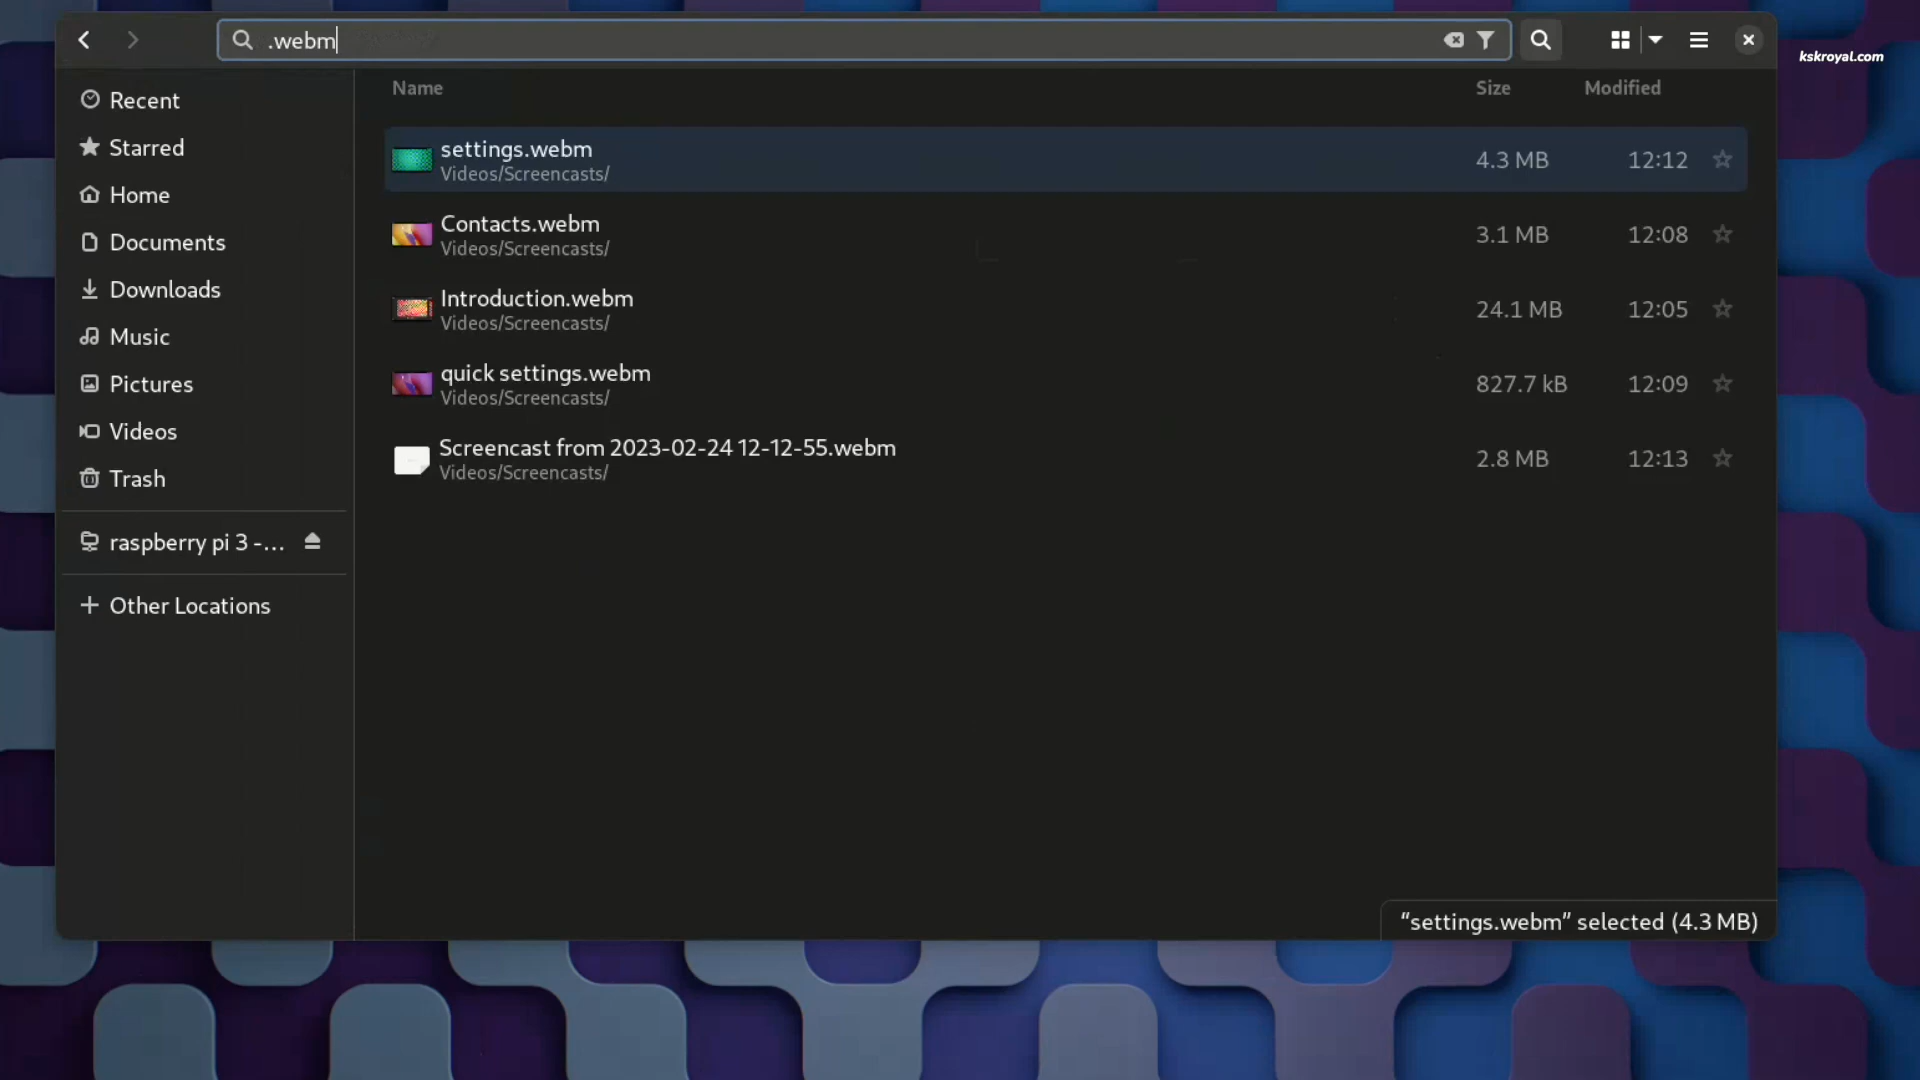 .webm
kskroyal.com
Recent
Starred
Home
Documents
Downloads
Music
Pictures
Videos
Trash
raspberry pi 3 -...
Other Locations
Name Size Modified
settings.webm 4.3 MB 12:12
Videos/Screencasts/
Contacts.webm 3.1 MB 12:08
Videos/Screencasts/
Introduction.webm 24.1 MB 12:05
Videos/Screencasts/
quick settings.webm 827.7 kB 12:09
Videos/Screencasts/
Screencast from 2023-02-24 12-12-55.webm 2.8 MB 12:13
Videos/Screencasts/
“settings.webm” selected (4.3 MB)